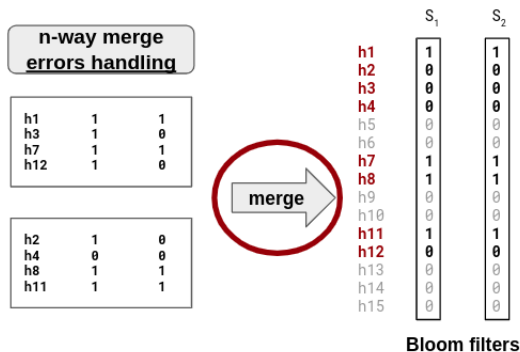 n-way merge
errors handling
h1 1 1
h3 1 0
h7 1 1
h12 1 0
h2 1 0
h4 0 0
h8 1 1
h11 1 1
merge
S1 S2
h1 1 1
h2 0 0
h3 0 0
h4 0 0
h5 0 0
h6 0 0
h7 1 1
h8 1 1
h9 0 0
h10 0 0
h11 1 1
h12 0 0
h13 0 0
h14 0 0
h15 0 0
Bloom filters